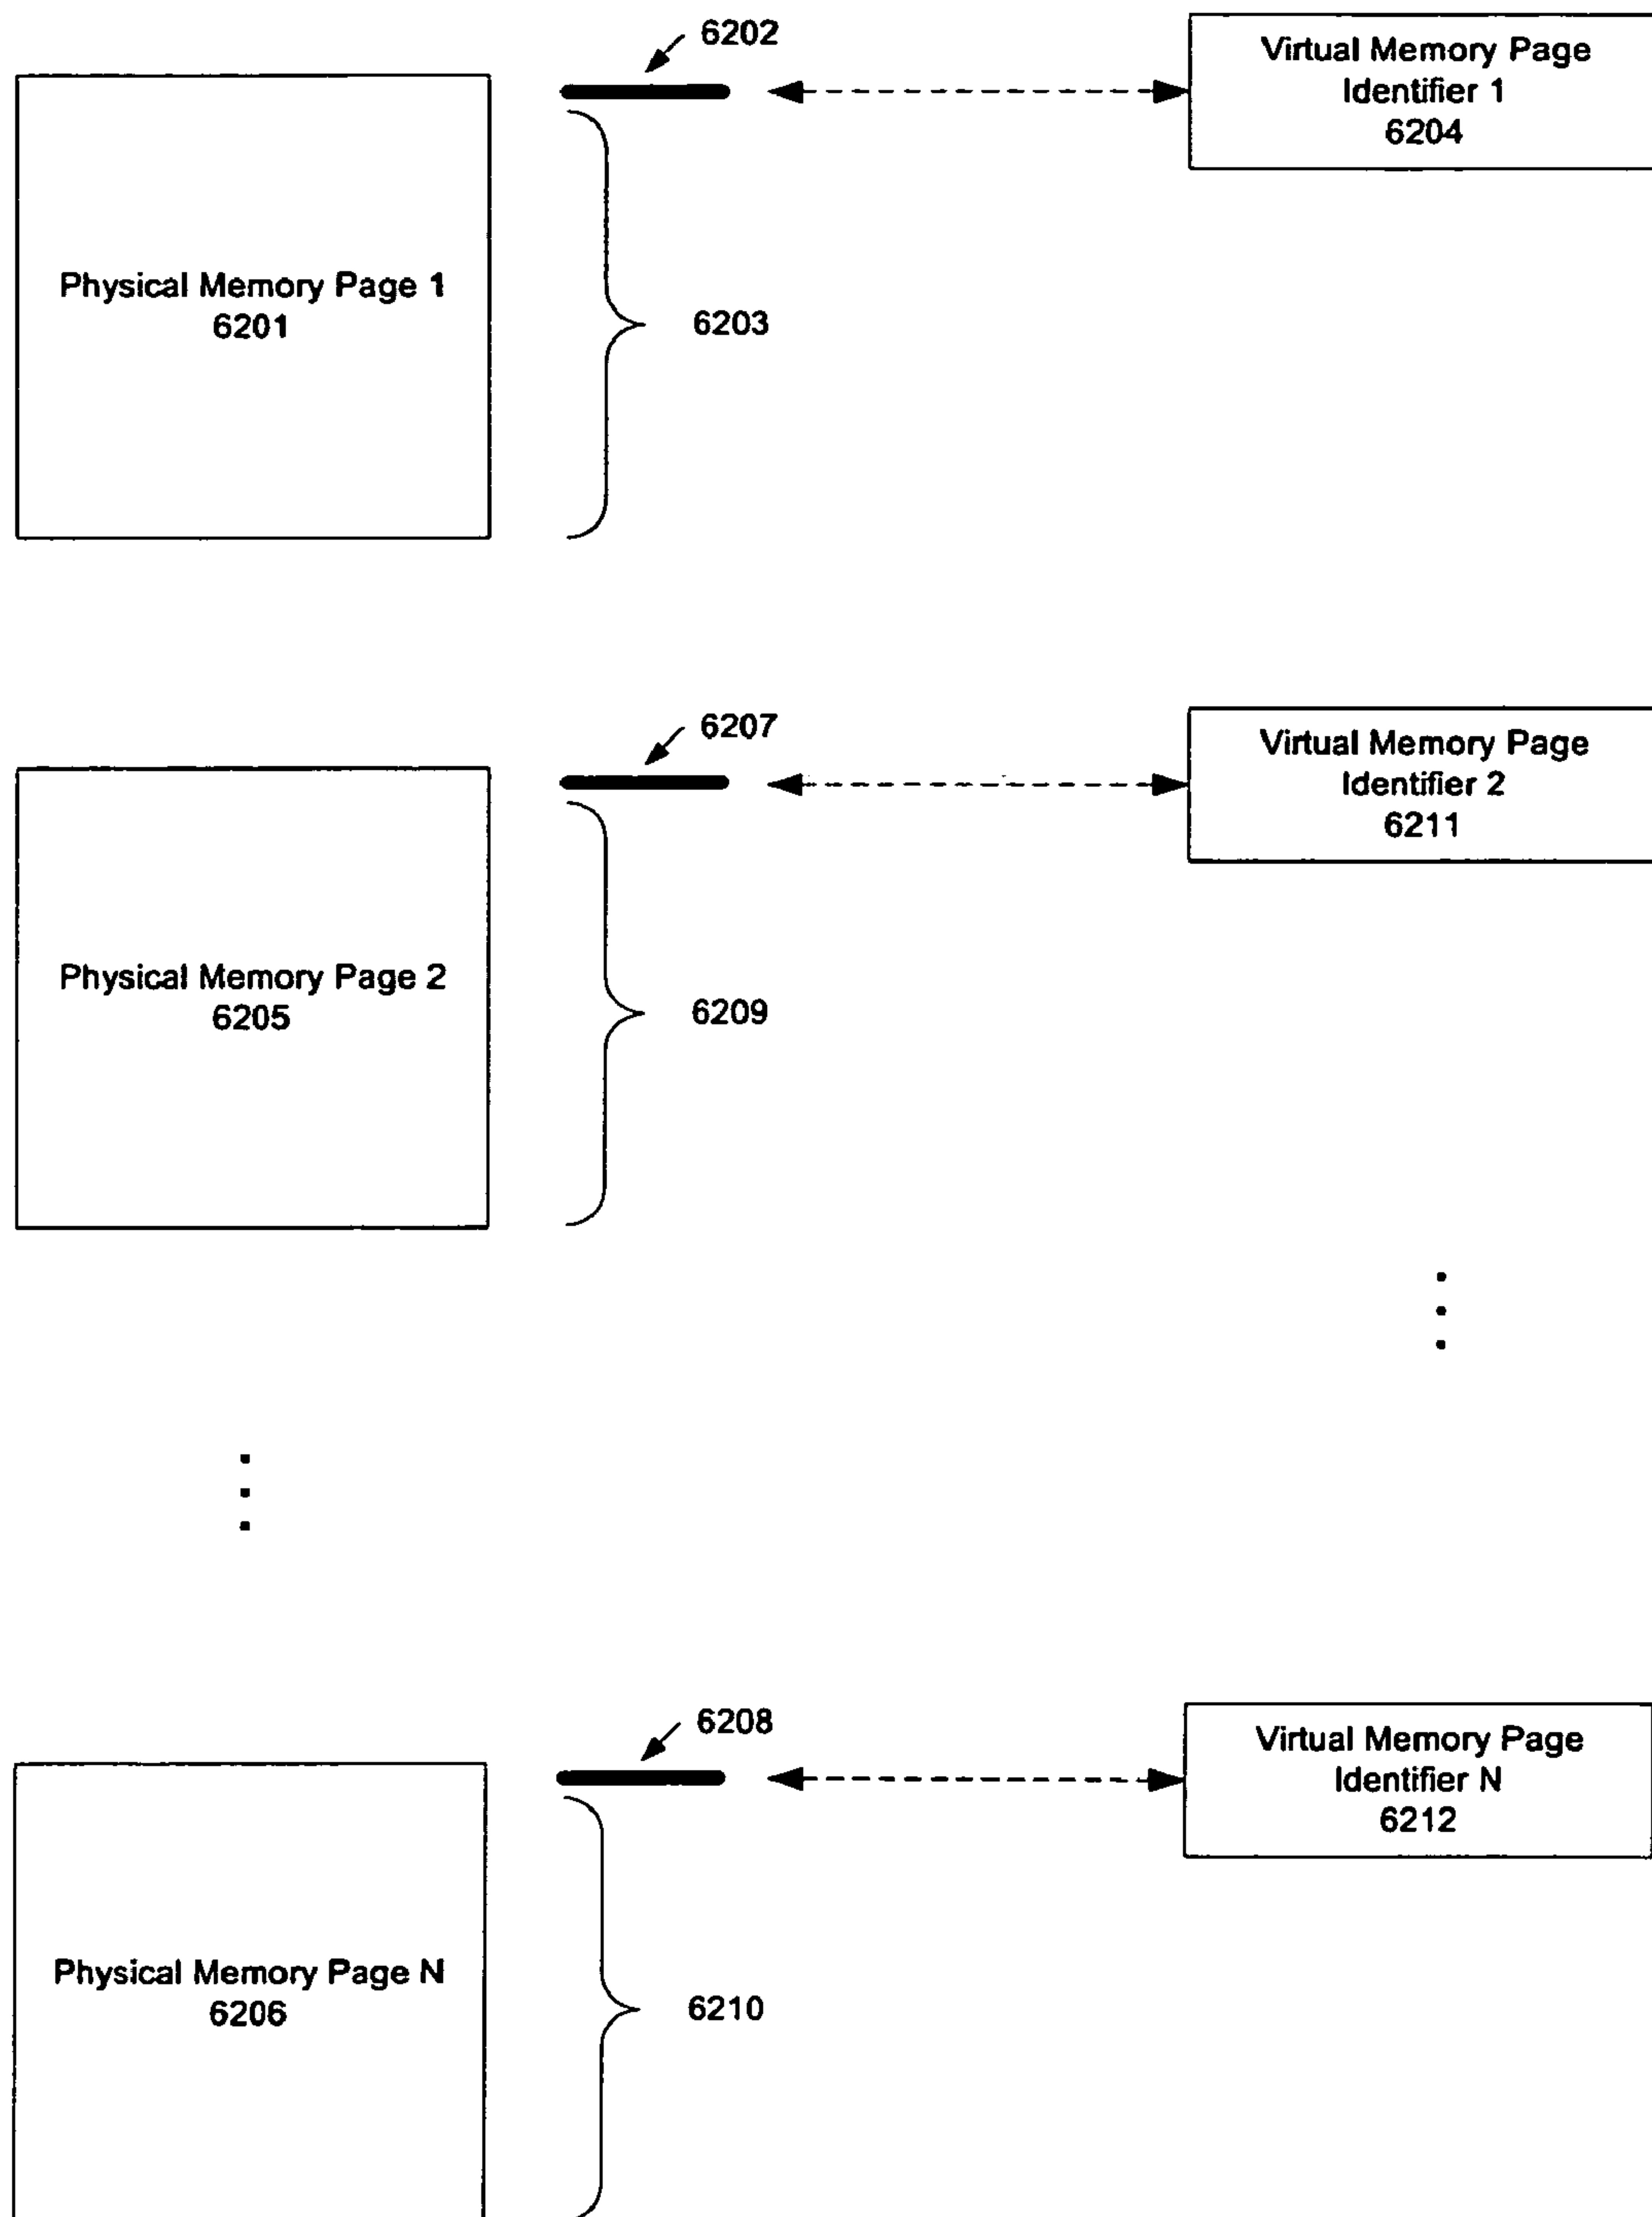 6202
Virtual Memory Page
Identifier 1
6204
Physical Memory Page 1
6201
6203
6207
Virtual Memory Page
Identifier 2
6211
Physical Memory Page 2
6205
6209
6208
Virtual Memory Page
Identifier N
6212
Physical Memory Page N
6206
6210